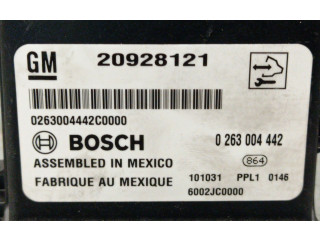 GM 20928121
0263004442C0000
BOSCH 0 263 004 442
ASSEMBLED IN MEXICO 864
FABRIQUE AU MEXIQUE 101031 PPL1 0146
6002JC0000